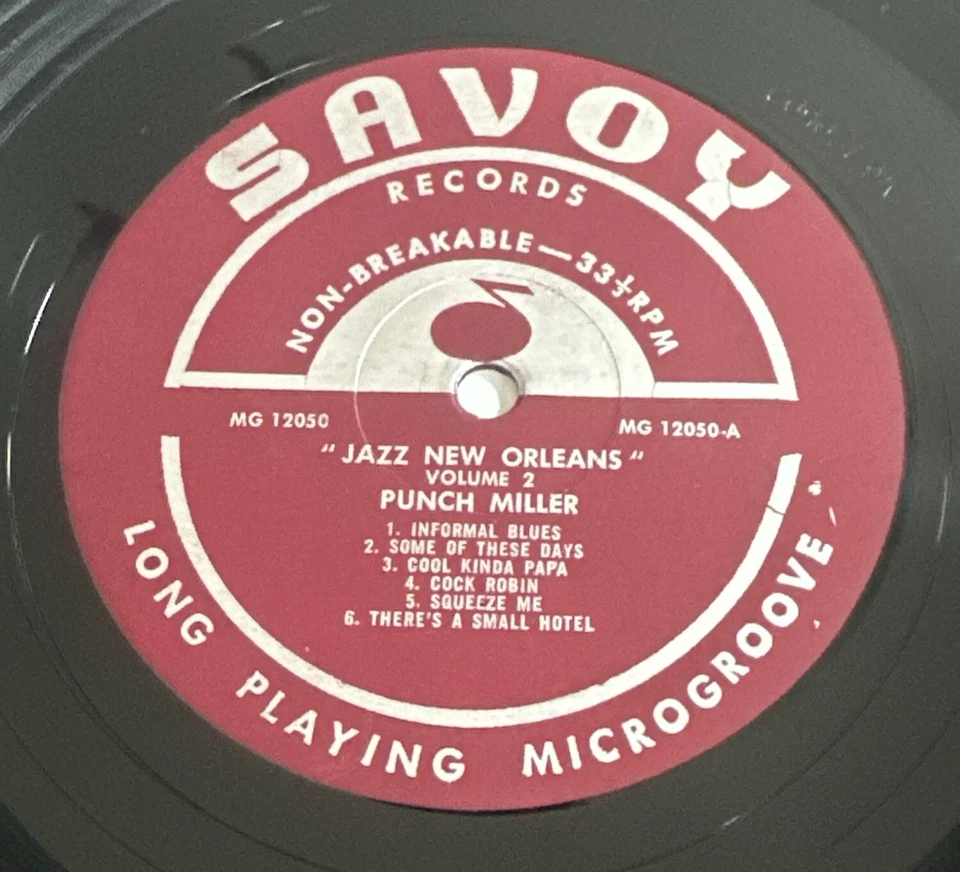 SAVOY
RECORDS
NON-BREAKABLE—33⅓RPM
MG 12050
MG 12050-A
"JAZZ NEW ORLEANS"
VOLUME 2
PUNCH MILLER
1. INFORMAL BLUES
2. SOME OF THESE DAYS
3. COOL KINDA PAPA
4. COCK ROBIN
5. SQUEEZE ME
6. THERE'S A SMALL HOTEL
LONG PLAYING MICROGROOVE